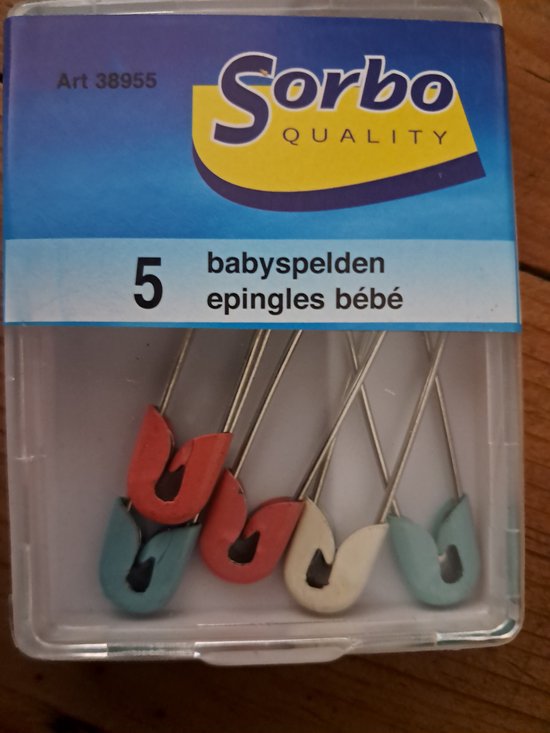 Art 38955
Sorbo
QUALITY
5
babyspelden
epingles bébé